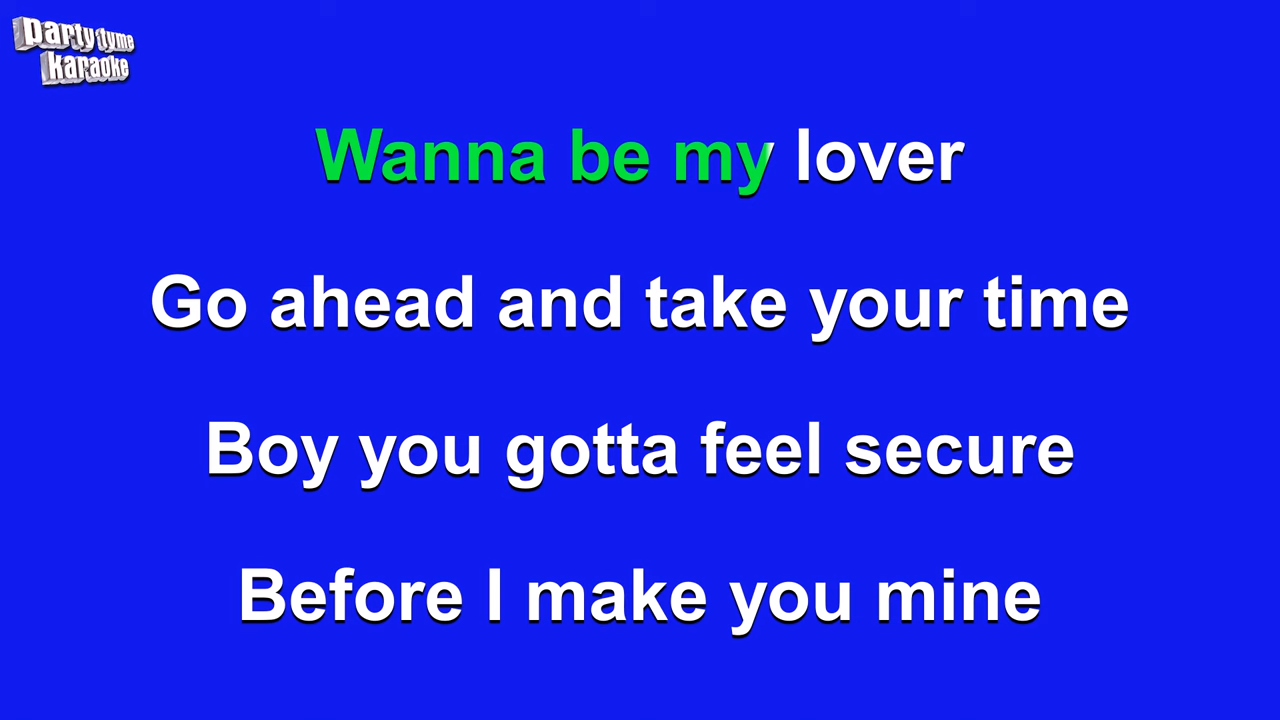 party tyme
karaoke
Wanna be my lover
Go ahead and take your time
Boy you gotta feel secure
Before I make you mine